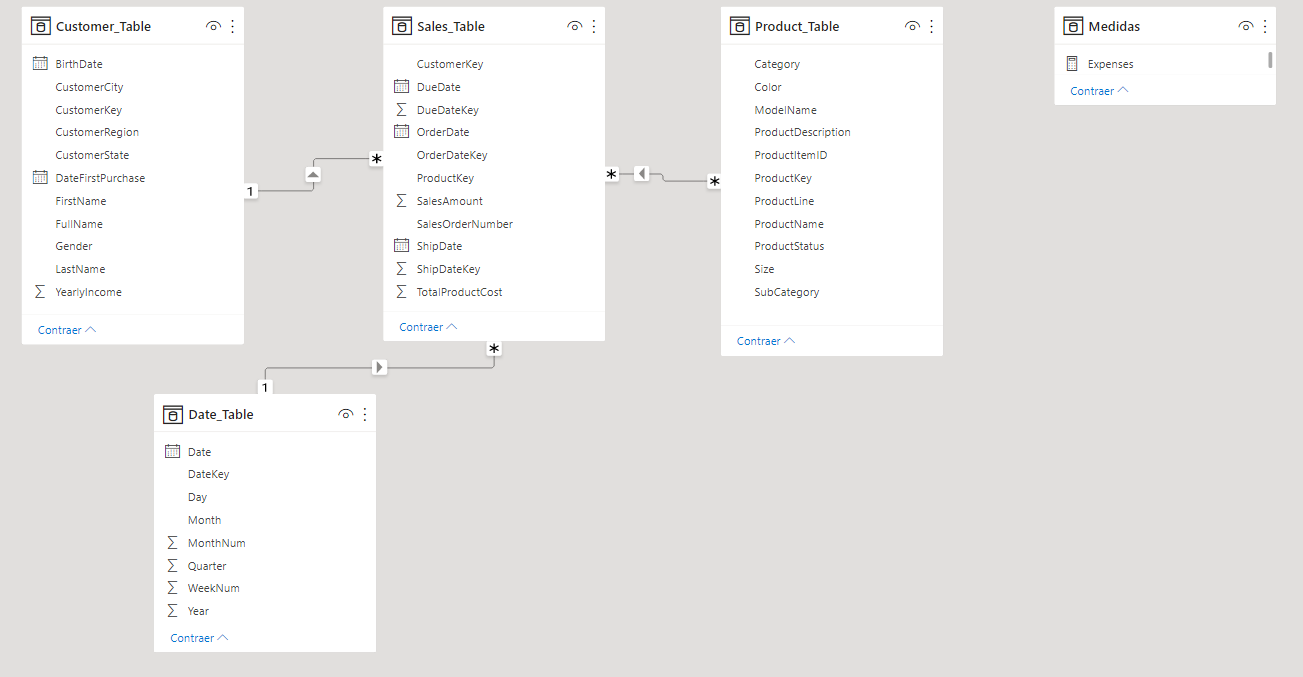 Customer_Table
BirthDate
CustomerCity
CustomerKey
CustomerRegion
CustomerState
DateFirstPurchase
FirstName
FullName
Gender
LastName
YearlyIncome
Contraer
1
*
Sales_Table
CustomerKey
DueDate
DueDateKey
OrderDate
OrderDateKey
ProductKey
SalesAmount
SalesOrderNumber
ShipDate
ShipDateKey
TotalProductCost
Contraer
*
*
Product_Table
Category
Color
ModelName
ProductDescription
ProductItemID
ProductKey
ProductLine
ProductName
ProductStatus
Size
SubCategory
Contraer
Medidas
Expenses
Contraer
*
1
Date_Table
Date
DateKey
Day
Month
MonthNum
Quarter
WeekNum
Year
Contraer